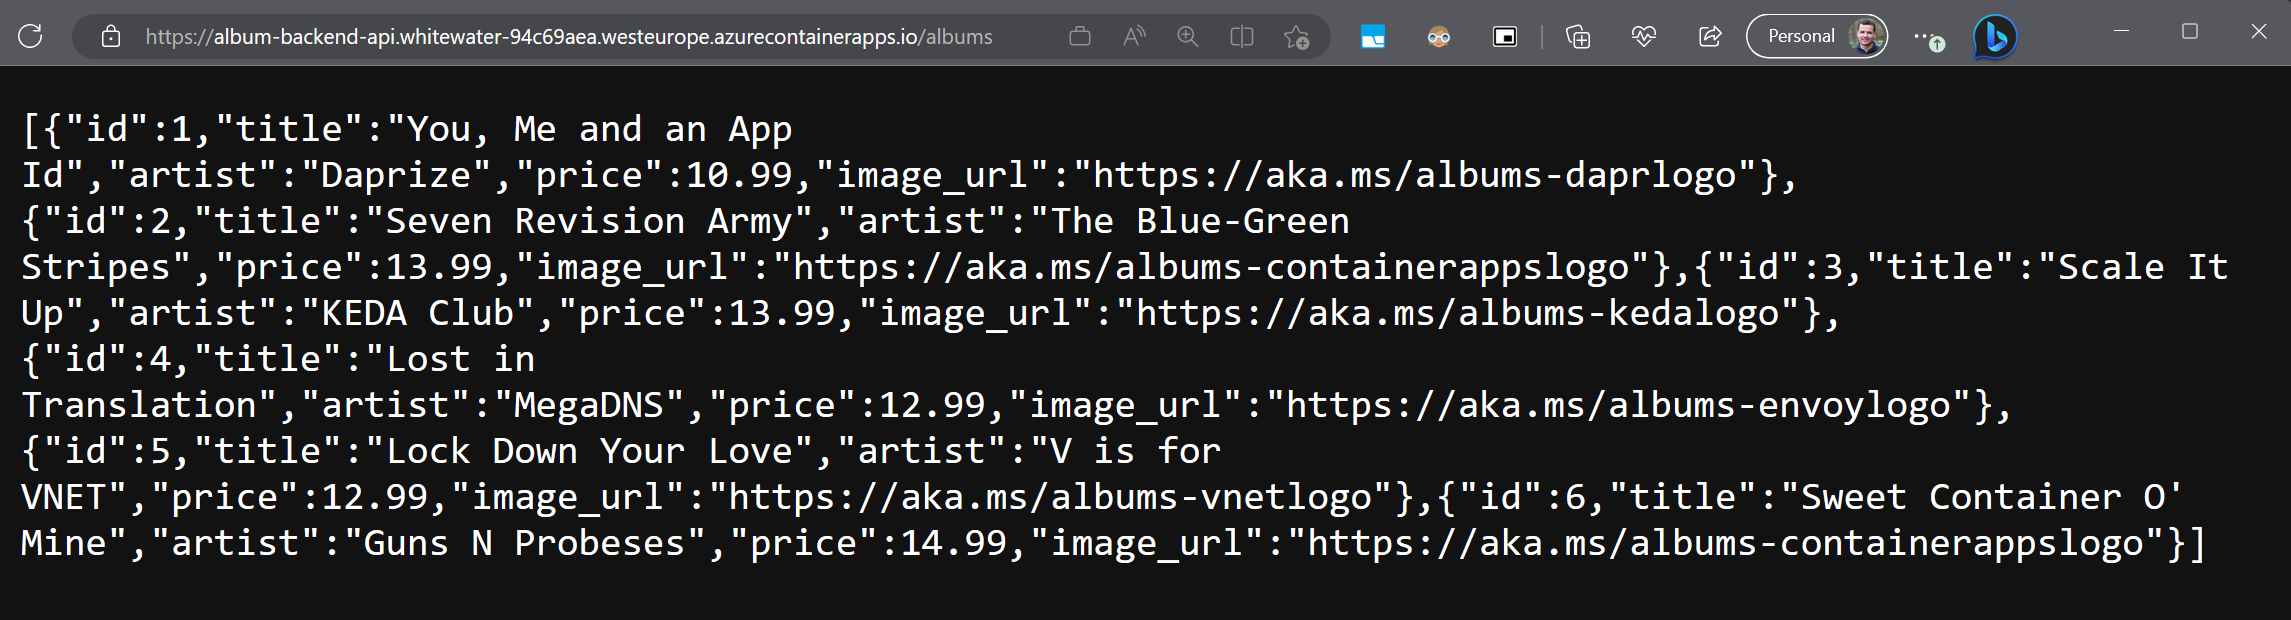 https://album-backend-api.whitewater-94c69aea.westeurope.azurecontainerapps.io/albums
Personal
[{"id":1,"title":"You, Me and an App
Id","artist":"Daprize","price":10.99,"image_url":"https://aka.ms/albums-daprlogo"},
{"id":2,"title":"Seven Revision Army","artist":"The Blue-Green
Stripes","price":13.99,"image_url":"https://aka.ms/albums-containerappslogo"},{"id":3,"title":"Scale It
Up","artist":"KEDA Club","price":13.99,"image_url":"https://aka.ms/albums-kedalogo"},
{"id":4,"title":"Lost in
Translation","artist":"MegaDNS","price":12.99,"image_url":"https://aka.ms/albums-envoylogo"},
{"id":5,"title":"Lock Down Your Love","artist":"V is for
VNET","price":12.99,"image_url":"https://aka.ms/albums-vnetlogo"},{"id":6,"title":"Sweet Container O'
Mine","artist":"Guns N Probeses","price":14.99,"image_url":"https://aka.ms/albums-containerappslogo"}]